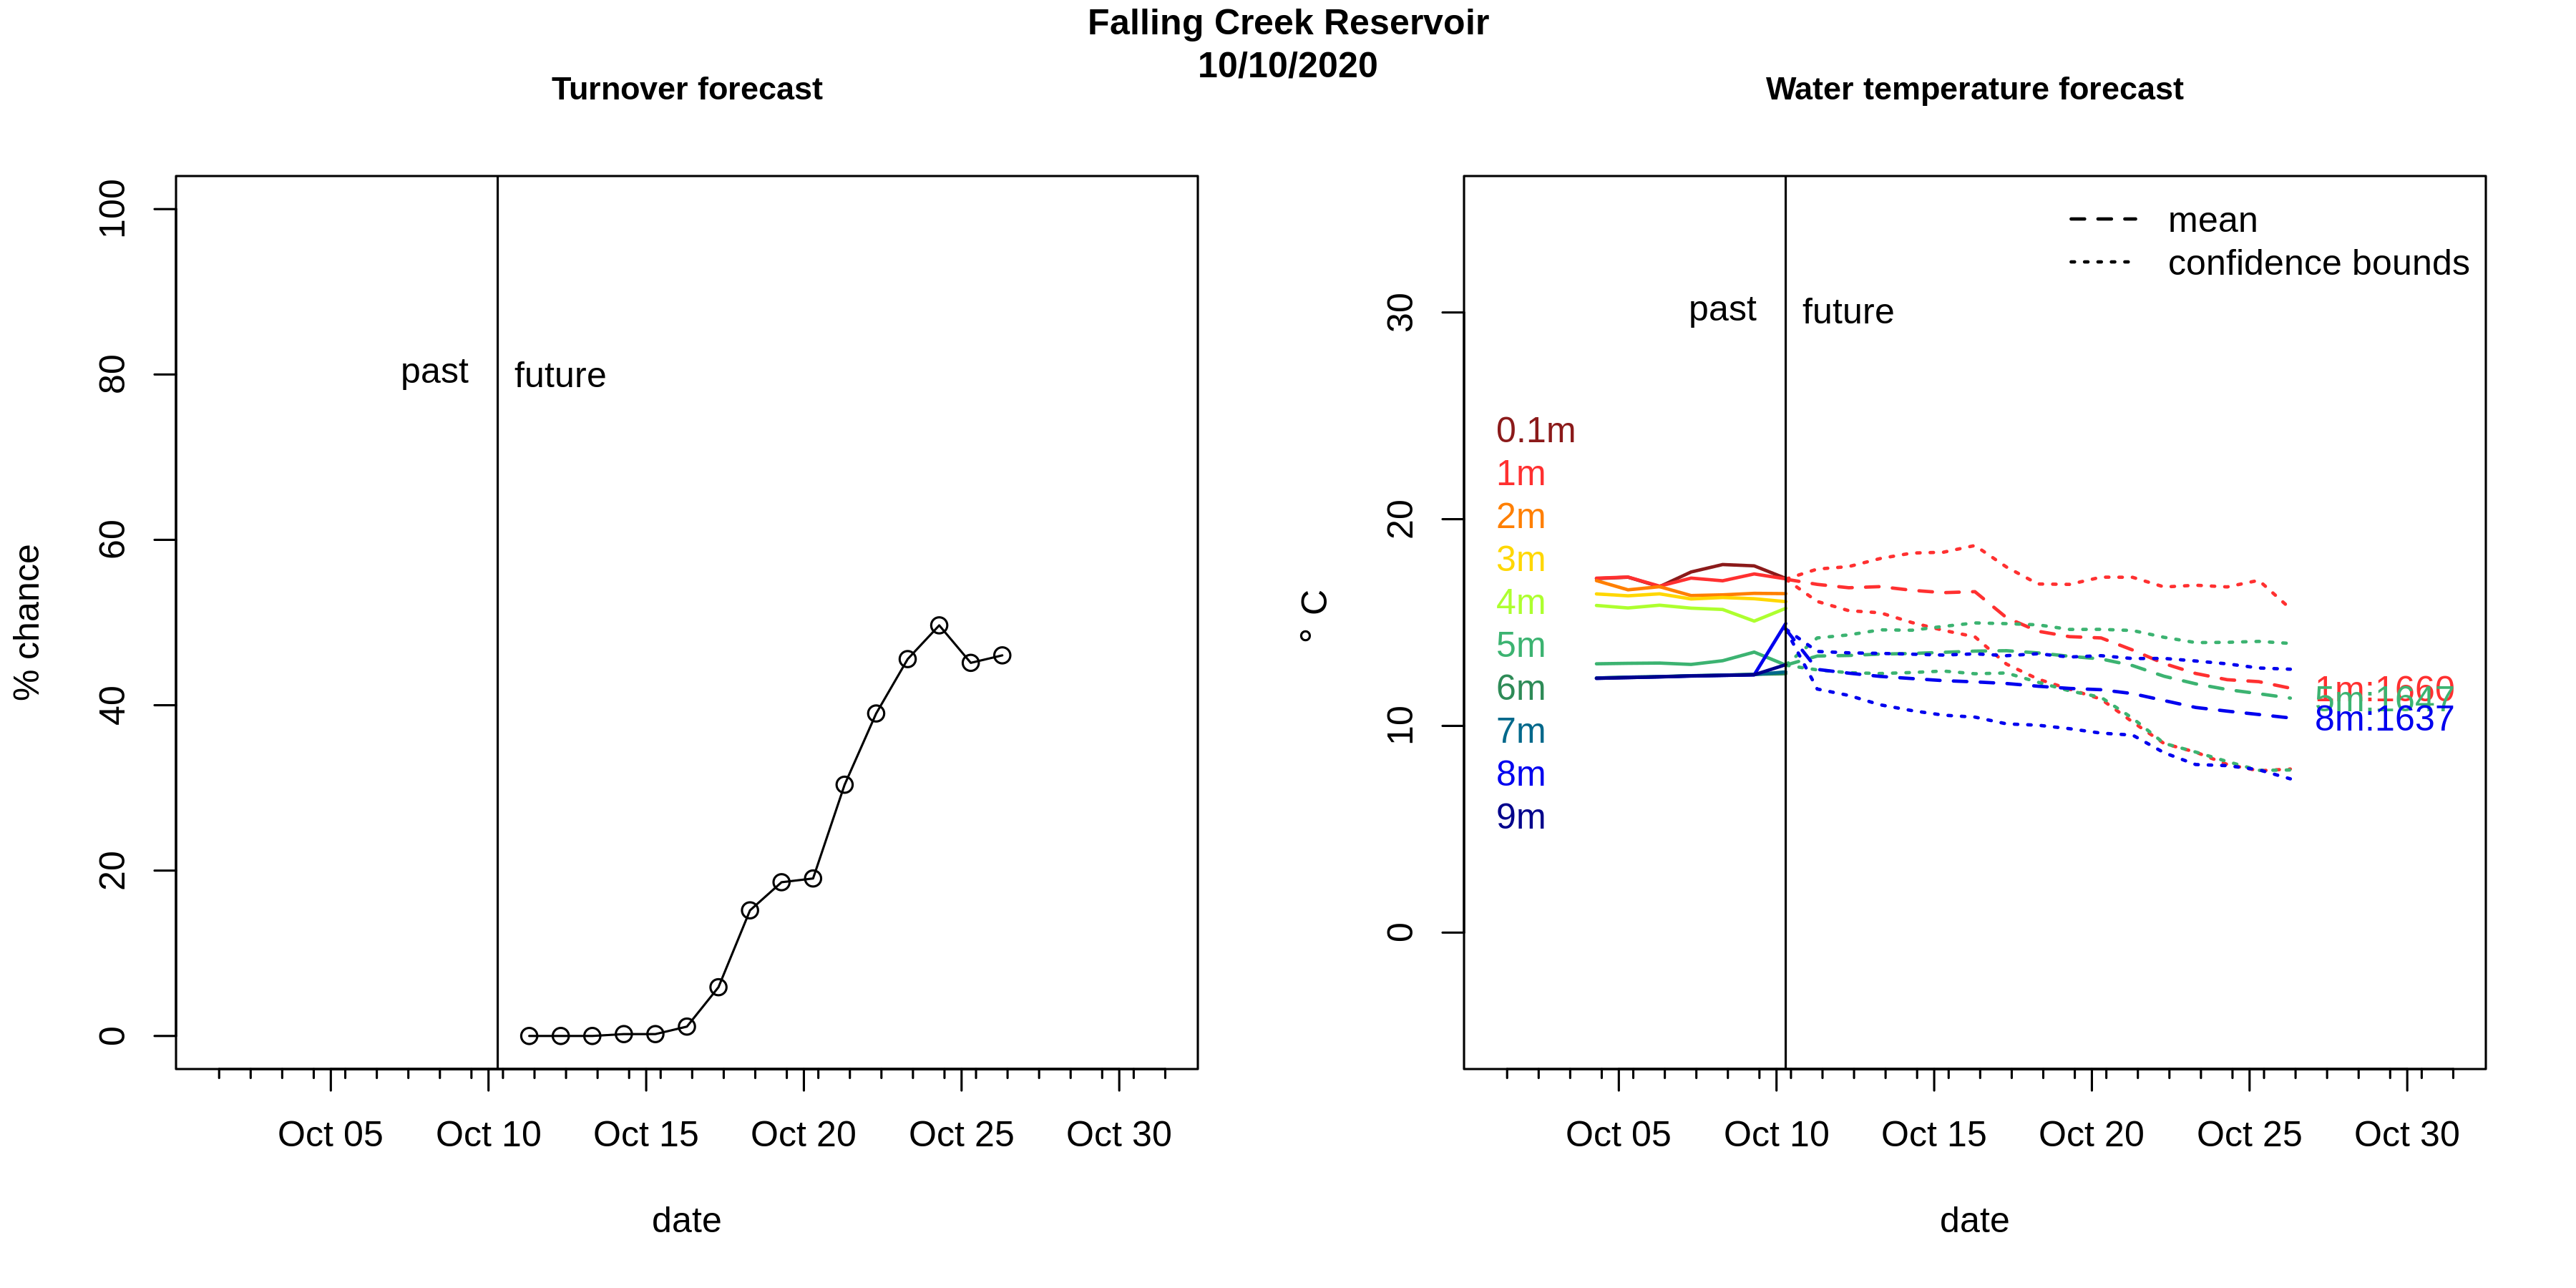 Falling Creek Reservoir
10/10/2020
Turnover forecast
% chance
100
80
60
40
20
0
past
future
Oct 05 Oct 10 Oct 15 Oct 20 Oct 25 Oct 30
date
Water temperature forecast
° C
30
20
10
0
mean
confidence bounds
past
future
0.1m
1m
2m
3m
4m
5m
6m
7m
8m
9m
1m:1660
5m:1647
8m:1637
Oct 05 Oct 10 Oct 15 Oct 20 Oct 25 Oct 30
date